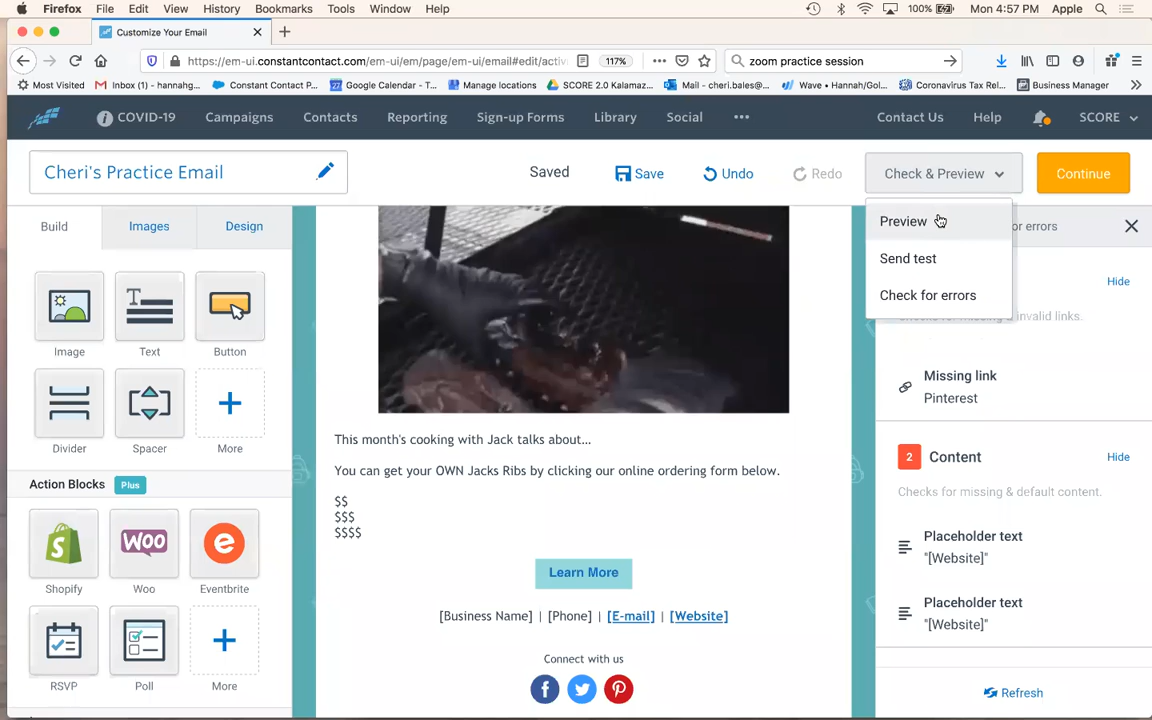 Firefox File Edit View History Bookmarks Tools Window Help 100% Mon 4:57 PM Apple
Customize Your Email
https://em-ui.constantcontact.com/em-ui/em/page/em-ui/email#edit/activ 117% zoom practice session
Most Visited Inbox (1) - hannahg... Constant Contact P... Google Calendar - T... Manage locations SCORE 2.0 Kalamaz... Mail - cheri.bales@... Wave • Hannah/Gol... Coronavirus Tax Rel... Business Manager
COVID-19 Campaigns Contacts Reporting Sign-up Forms Library Social Contact Us Help SCORE
Cheri's Practice Email Saved Save Undo Redo Check & Preview Continue
Build Images Design
Preview
or errors
Send test
Check for errors
Hide
Checks for missing & invalid links.
Image Text Button
Divider Spacer More
Missing link
Pinterest
Action Blocks Plus
2 Content Hide
Checks for missing & default content.
Placeholder text
"[Website]"
Placeholder text
"[Website]"
Refresh
This month's cooking with Jack talks about...
You can get your OWN Jacks Ribs by clicking our online ordering form below.
$$
$$$
$$$$
Learn More
[Business Name] | [Phone] | [E-mail] | [Website]
Connect with us
WOO
Shopify Woo Eventbrite
RSVP Poll More